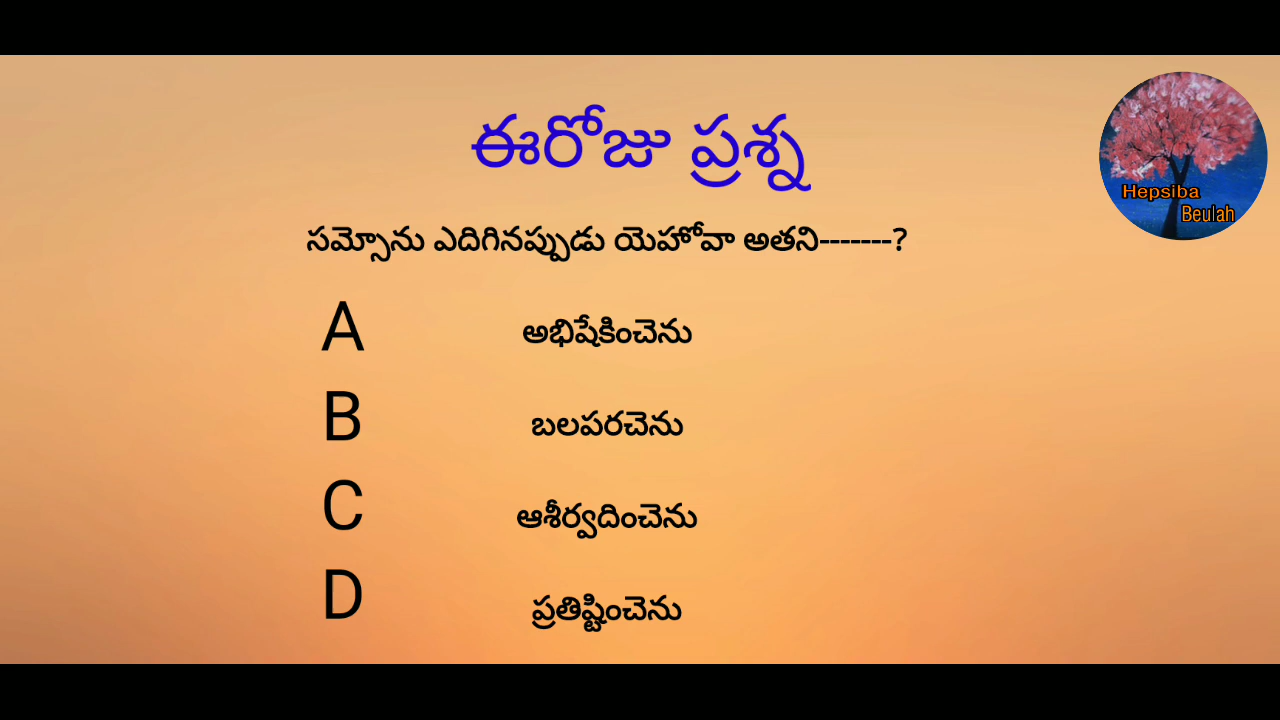 ఈరోజు ప్రశ్న
Hepsiba
Beulah
సమ్సోను ఎదిగినప్పుడు యెహోవా అతని-------?
A అభిషేకించెను
B బలపరచెను
C ఆశీర్వదించెను
D ప్రతిష్టించెను